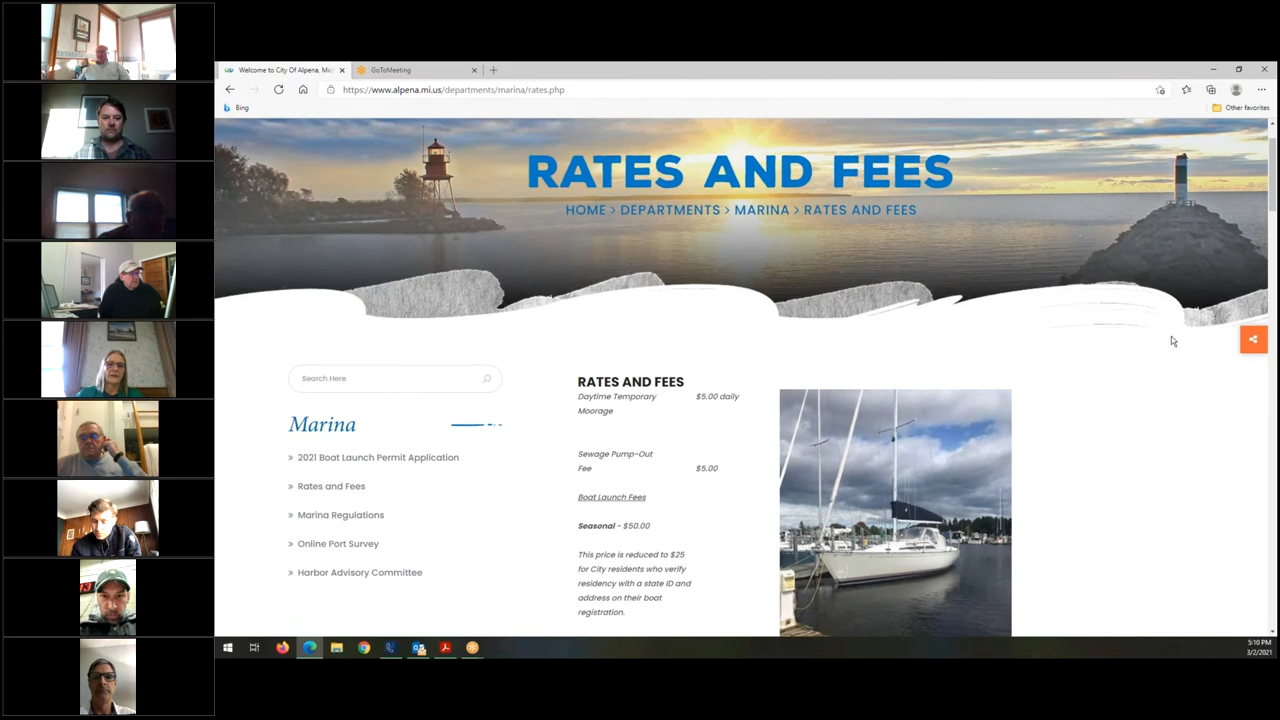 Welcome to City Of Alpena, Mic
GoToMeeting
https://www.alpena.mi.us/departments/marina/rates.php
Bing
Other favorites
RATES AND FEES
HOME > DEPARTMENTS > MARINA > RATES AND FEES
Search Here
Marina
» 2021 Boat Launch Permit Application
» Rates and Fees
» Marina Regulations
» Online Port Survey
» Harbor Advisory Committee
RATES AND FEES
Daytime Temporary Moorage $5.00 daily
Sewage Pump-Out Fee $5.00
Boat Launch Fees
Seasonal - $50.00
This price is reduced to $25
for City residents who verify
residency with a state ID and
address on their boat
registration.
5:10 PM
3/2/2021